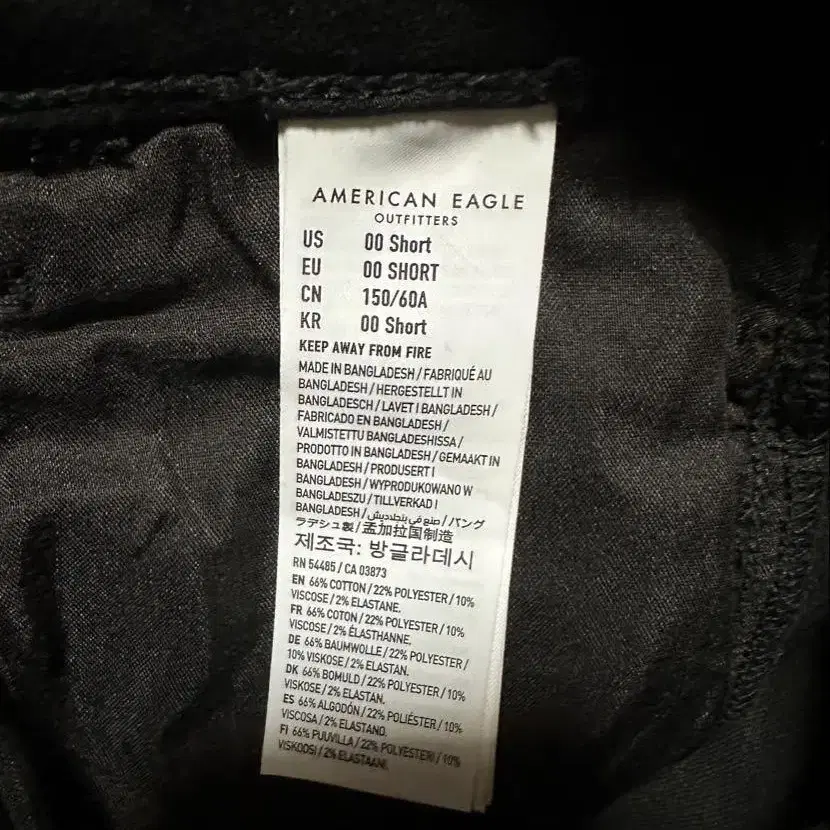 AMERICAN EAGLE
OUTFITTERS
US 00 Short
EU 00 SHORT
CN 150/60A
KR 00 Short
KEEP AWAY FROM FIRE
MADE IN BANGLADESH / FABRIQUÉ AU
BANGLADESH / HERGESTELLT IN
BANGLADESCH / LAVET I BANGLADESH /
FABRICADO EN BANGLADESH /
VALMISTETTU BANGLADESHISSA /
PRODOTTO IN BANGLADESH / GEMAAKT IN
BANGLADESH / PRODUSERT I
BANGLADESH / WYPRODUKOWANO W
BANGLADESZU / TILLVERKAD I
BANGLADESH / صنع في بنجلاديش / バング
ラデシュ製 / 孟加拉国制造
제조국: 방글라데시
RN 54485 / CA 03873
EN 66% COTTON / 22% POLYESTER / 10%
VISCOSE / 2% ELASTANE.
FR 66% COTON / 22% POLYESTER / 10%
VISCOSE / 2% ÉLASTHANNE.
DE 66% BAUMWOLLE / 22% POLYESTER /
10% VISKOSE / 2% ELASTAN.
DK 66% BOMULD / 22% POLYESTER / 10%
VISKOSE / 2% ELASTAN.
ES 66% ALGODÓN / 22% POLIÉSTER / 10%
VISCOSA / 2% ELASTANO.
FI 66% PUUVILLA / 22% POLYESTERI / 10%
VISKOOSI / 2% ELASTAANI.